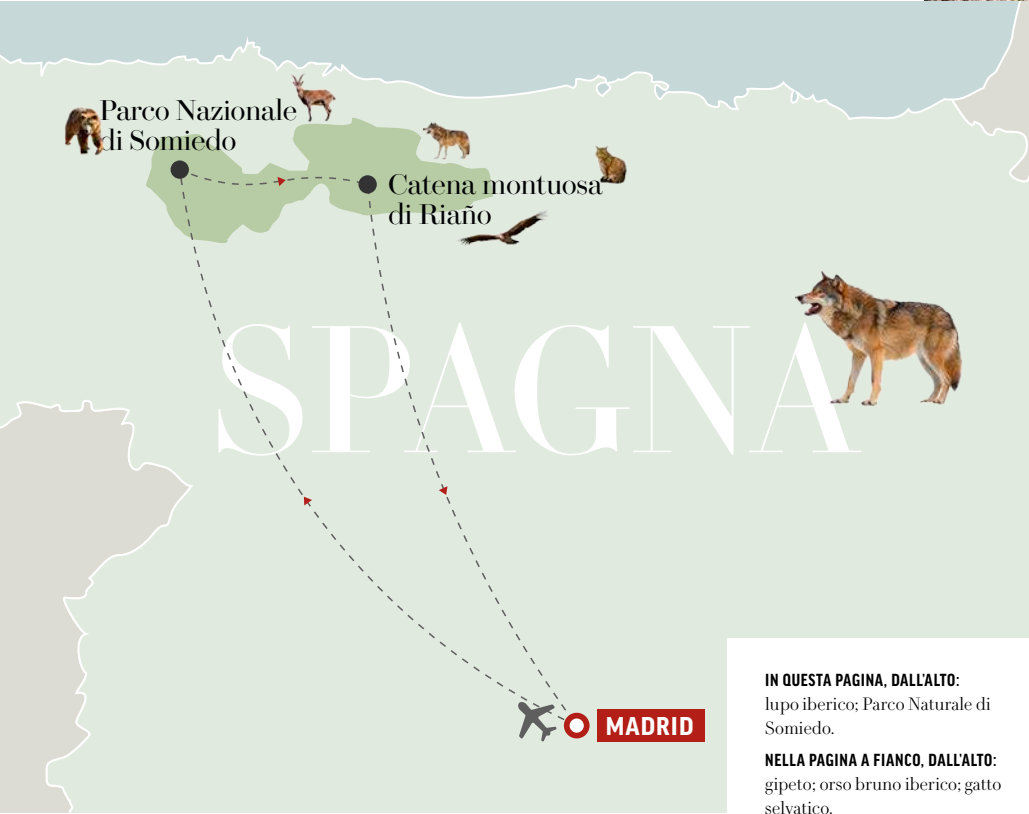 Parco Nazionale
di Somiedo
Catena montuosa
di Riaño
SPAGNA
MADRID
IN QUESTA PAGINA, DALL'ALTO:
lupo iberico; Parco Naturale di
Somiedo.
NELLA PAGINA A FIANCO, DALL'ALTO:
gipeto; orso bruno iberico; gatto
selvatico.